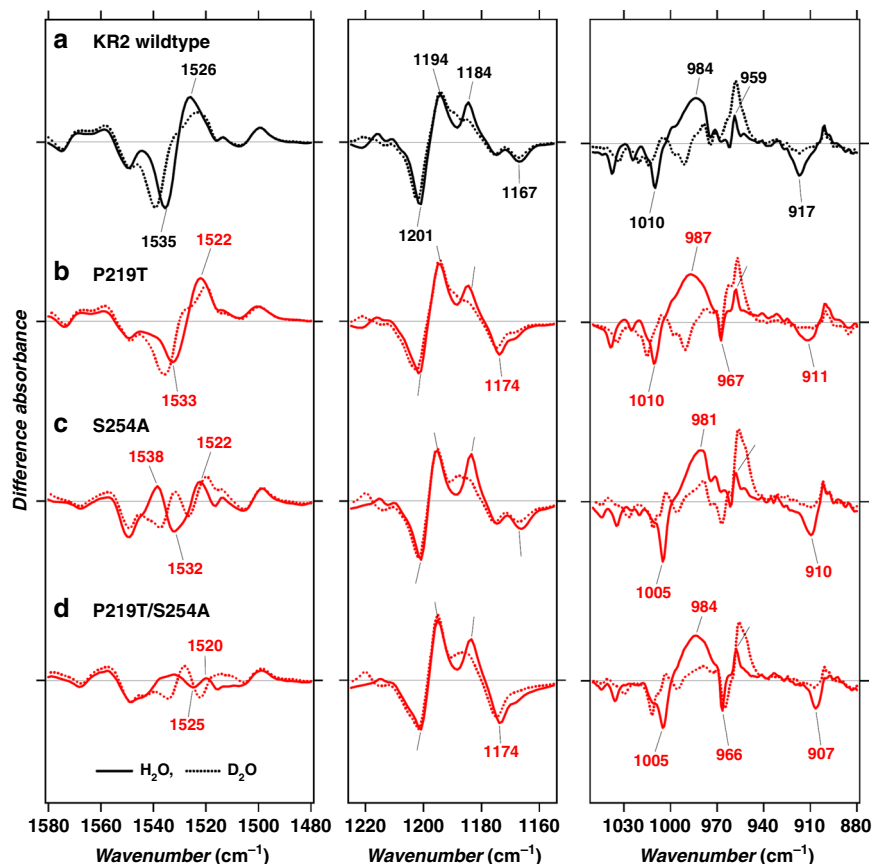 a KR2 wildtype
1526
1535
1194
1184
1201
1167
984
959
1010
917
b P219T
1522
1533
1174
987
1010
967
911
c S254A
1538
1522
1532
981
1005
910
d P219T/S254A
1520
1525
1174
984
1005
966
907
H₂O, D₂O
Difference absorbance
1580 1560 1540 1520 1500 1480
1220 1200 1180 1160
1030 1000 970 940 910 880
Wavenumber (cm⁻¹)
Wavenumber (cm⁻¹)
Wavenumber (cm⁻¹)